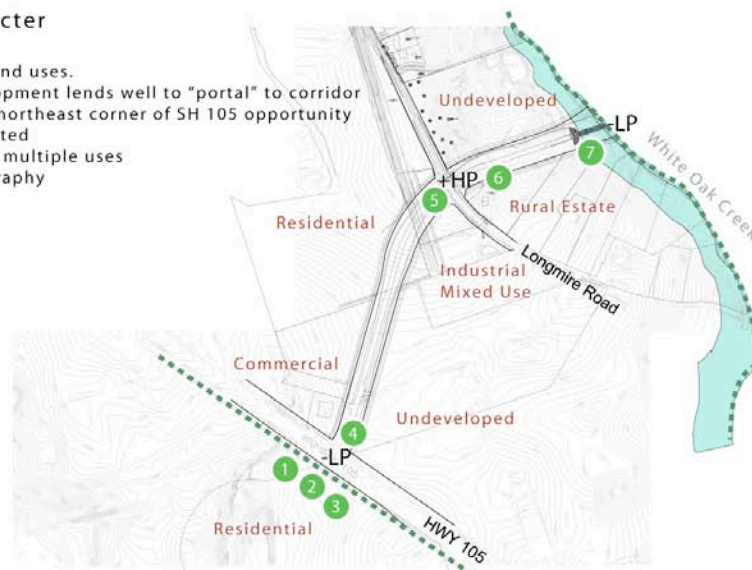 cter
nd uses.
opment lends well to "portal" to corridor
northeast corner of SH 105 opportunity
ted
multiple uses
raphy
Undeveloped
-LP
White Oak Creek
7
+HP
6
5
Rural Estate
Residential
Longmire Road
Industrial
Mixed Use
Commercial
Undeveloped
4
-LP
1
2
3
Residential
HWY 105